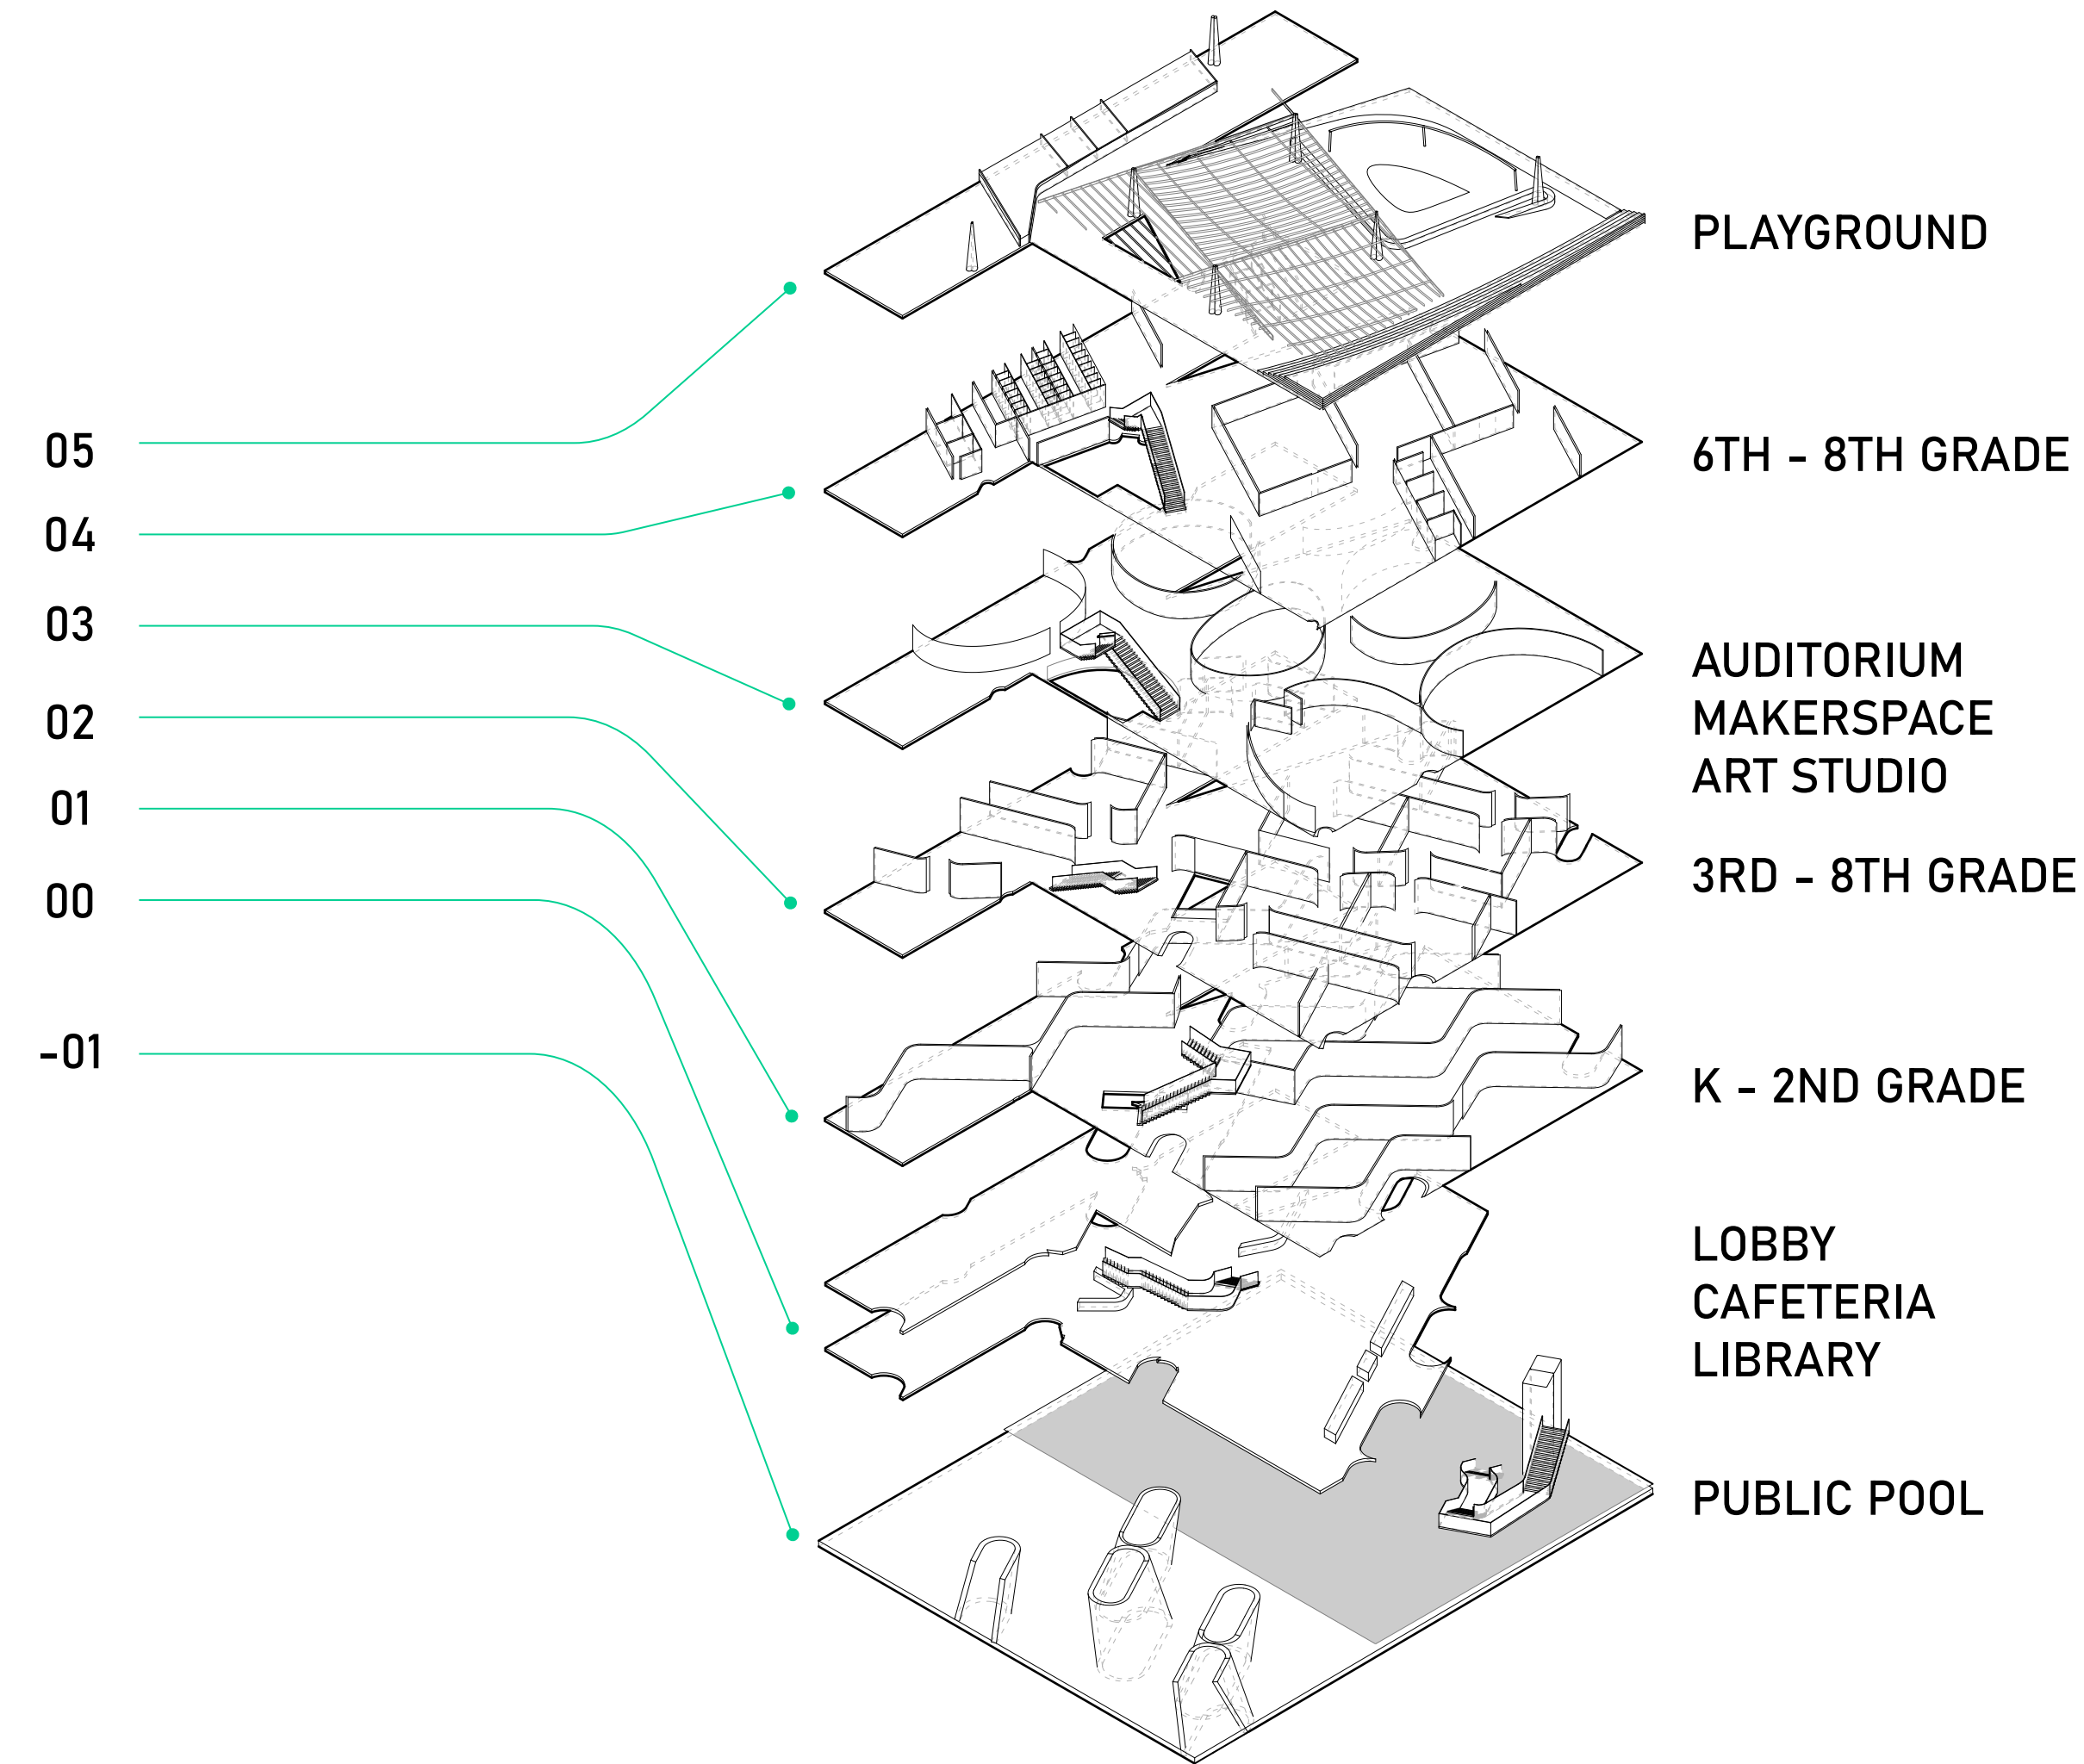 PLAYGROUND
05
6TH - 8TH GRADE
04
03
AUDITORIUM
MAKERSPACE
ART STUDIO
02
01
3RD - 8TH GRADE
00
-01
K - 2ND GRADE
LOBBY
CAFETERIA
LIBRARY
PUBLIC POOL